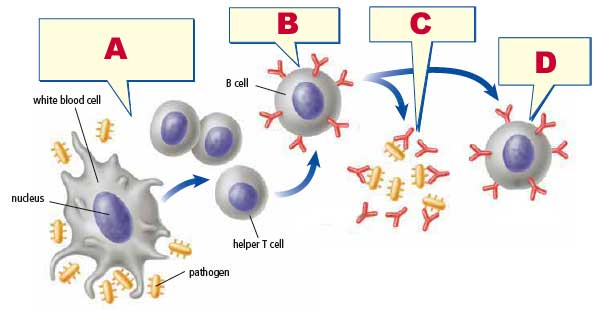 A
B
C
D
white blood cell
B cell
nucleus
helper T cell
pathogen